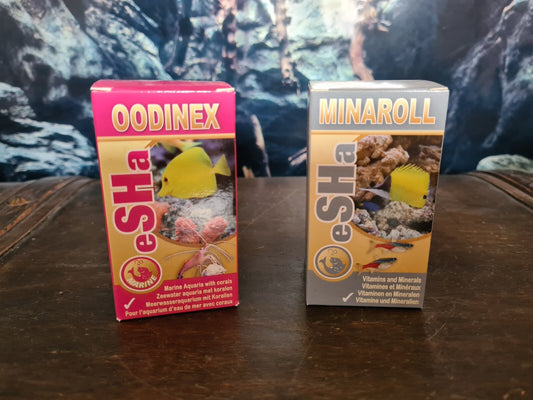 OODINEX
eSHa
MARINE
Marine Aquaria with corals
Zeewater aquaria met koralen
Meerwasseraquarium mit Korallen
Pour l'aquarium d'eau de mer avec coraux
MINAROLL
eSHa
Vitamins and Minerals
Vitamines et Minéraux
Vitaminen en Mineralen
Vitamine und Mineralien